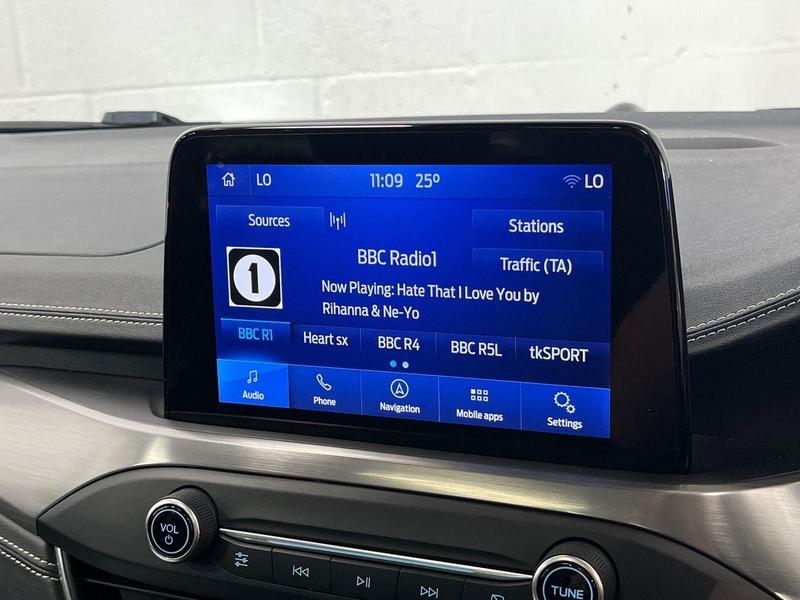 LO 11:09 25° LO
Sources Stations
BBC Radio1 Traffic (TA)
1
Now Playing: Hate That I Love You by
Rihanna & Ne-Yo
BBC R1 Heart sx BBC R4 BBC R5L tkSPORT
Audio Phone Navigation Mobile apps Settings
VOL
TUNE